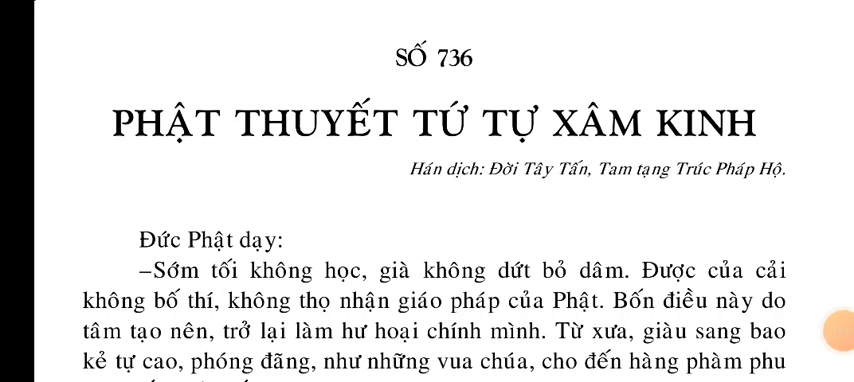 SỐ 736
PHẬT THUYẾT TỨ TỰ XÂM KINH
Hán dịch: Đời Tây Tấn, Tam tạng Trúc Pháp Hộ.
Đức Phật dạy:
–Sớm tối không học, già không dứt bỏ dâm. Được của cải
không bố thí, không thọ nhận giáo pháp của Phật. Bốn điều này do
tâm tạo nên, trở lại làm hư hoại chính mình. Từ xưa, giàu sang bao
kẻ tự cao, phóng đãng, như những vua chúa, cho đến hàng phàm phu